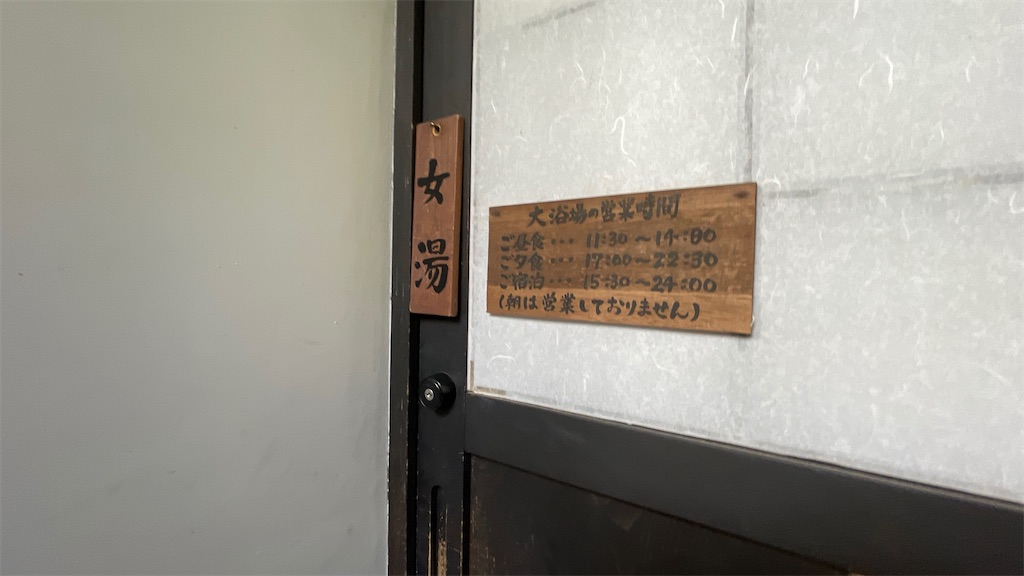 女湯
大浴場の営業時間
ご昼食・・・11:30～14:00
ご夕食・・・17:00～22:30
ご宿泊・・・15:30～24:00
(朝は営業しておりません)